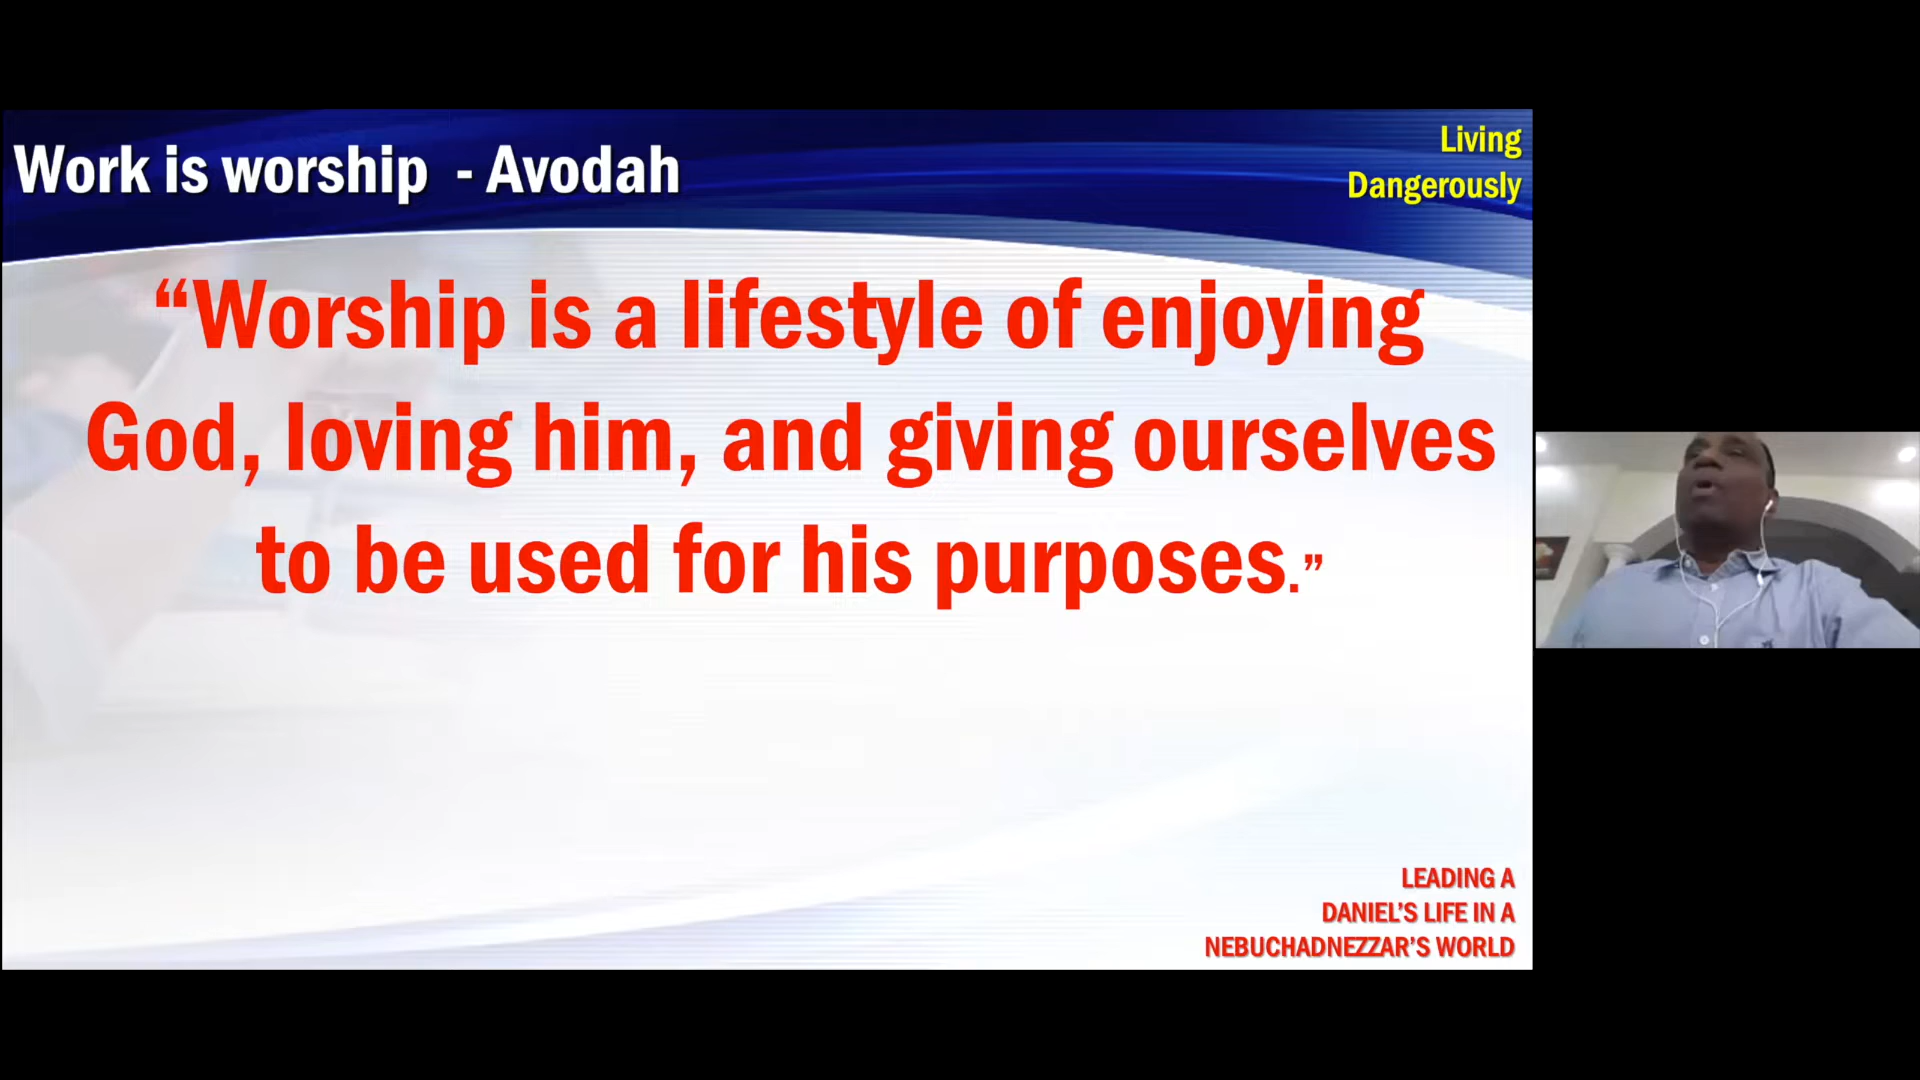 Work is worship - Avodah
Living
Dangerously
“Worship is a lifestyle of enjoying
God, loving him, and giving ourselves
to be used for his purposes.”
LEADING A
DANIEL’S LIFE IN A
NEBUCHADNEZZAR’S WORLD